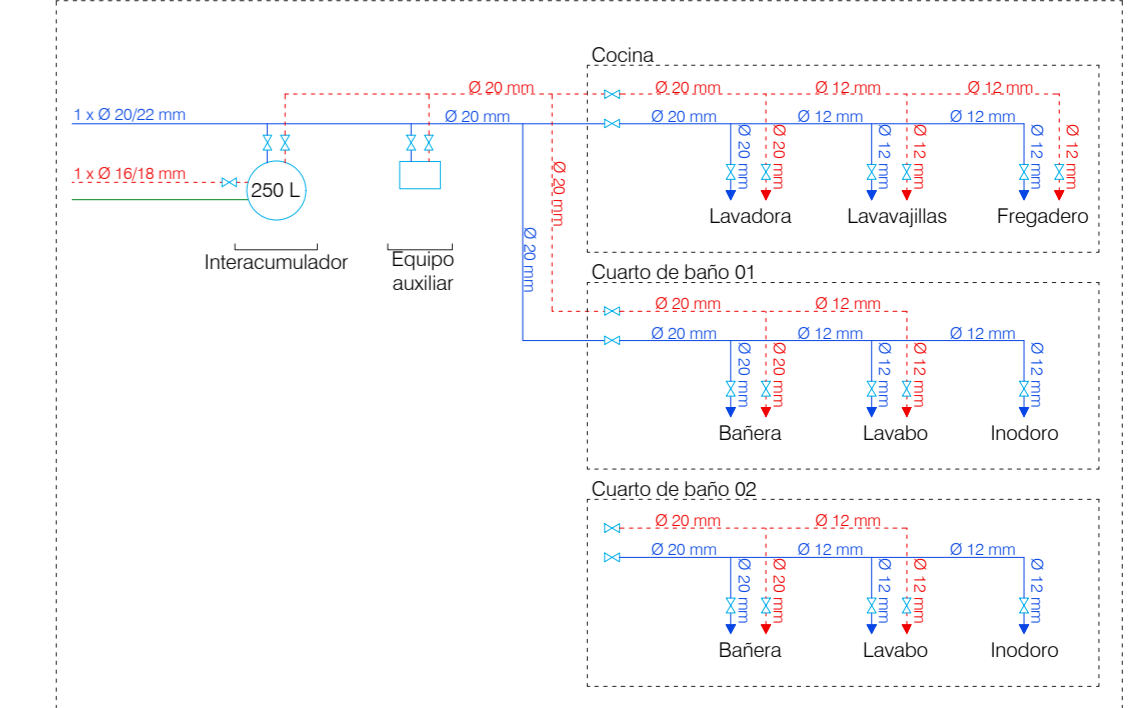 Cocina
Ø 20 mm
Ø 20 mm
Ø 12 mm
Ø 12 mm
1 x Ø 20/22 mm
Ø 20 mm
Ø 20 mm
Ø 12 mm
Ø 12 mm
Ø 20 mm
Ø 20 mm
Ø 12 mm
Ø 12 mm
Ø 12 mm
Ø 12 mm
1 x Ø 16/18 mm
250 L
Ø 20 mm
Lavadora
Lavavajillas
Fregadero
Ø 20 mm
Interacumulador
Equipo
auxiliar
Cuarto de baño 01
Ø 20 mm
Ø 12 mm
Ø 20 mm
Ø 12 mm
Ø 12 mm
Ø 20 mm
Ø 20 mm
Ø 12 mm
Ø 12 mm
Ø 12 mm
Bañera
Lavabo
Inodoro
Cuarto de baño 02
Ø 20 mm
Ø 12 mm
Ø 20 mm
Ø 12 mm
Ø 12 mm
Ø 20 mm
Ø 20 mm
Ø 12 mm
Ø 12 mm
Ø 12 mm
Bañera
Lavabo
Inodoro